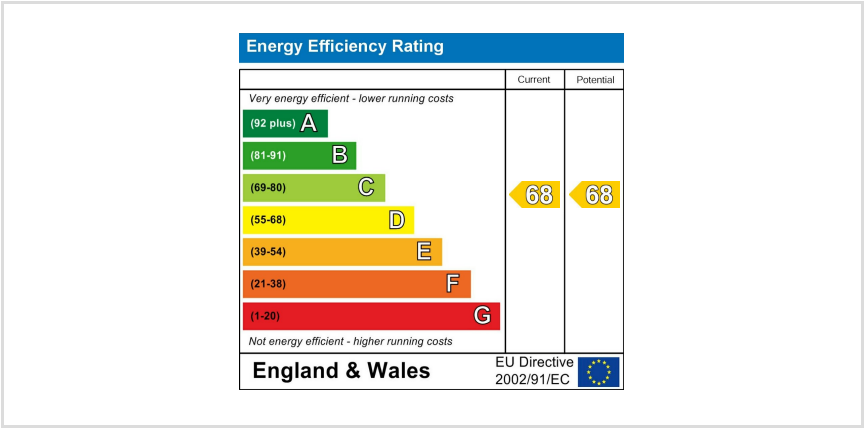 Energy Efficiency Rating
Current Potential
Very energy efficient - lower running costs
(92 plus) A
(81-91) B
(69-80) C
68 68
(55-68) D
(39-54) E
(21-38) F
(1-20) G
Not energy efficient - higher running costs
England & Wales
EU Directive
2002/91/EC